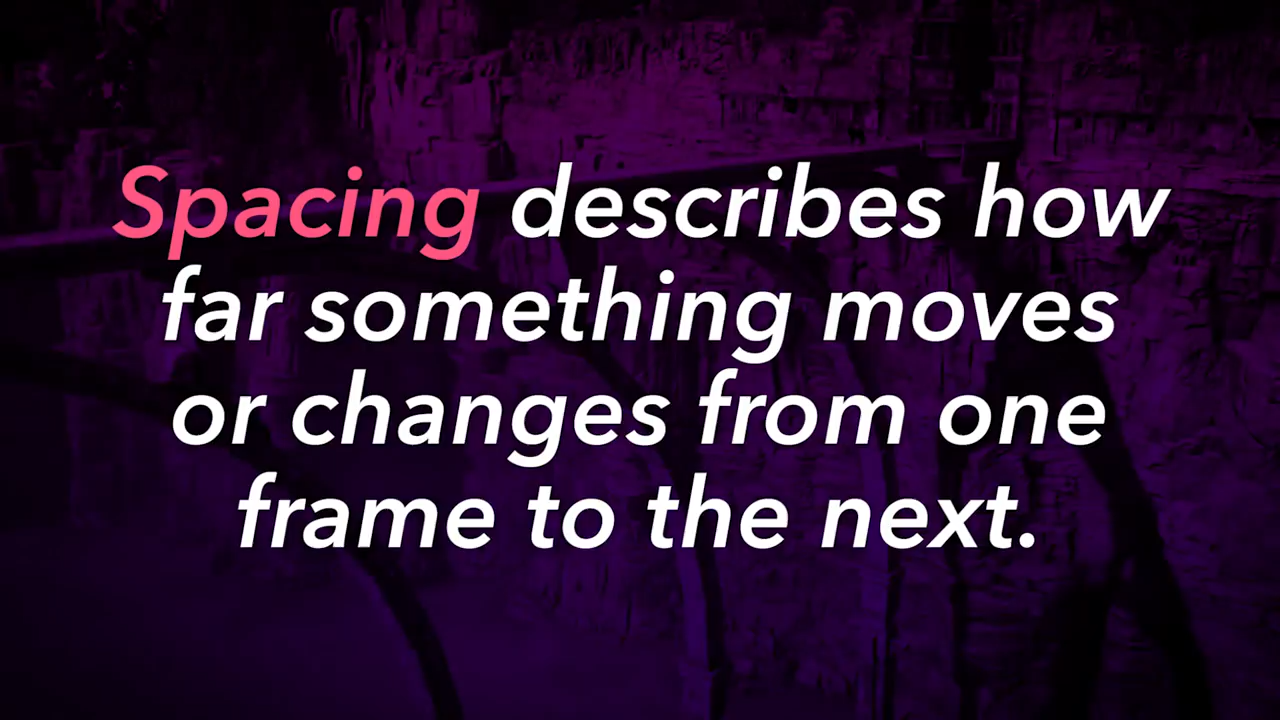 Spacing describes how
far something moves
or changes from one
frame to the next.